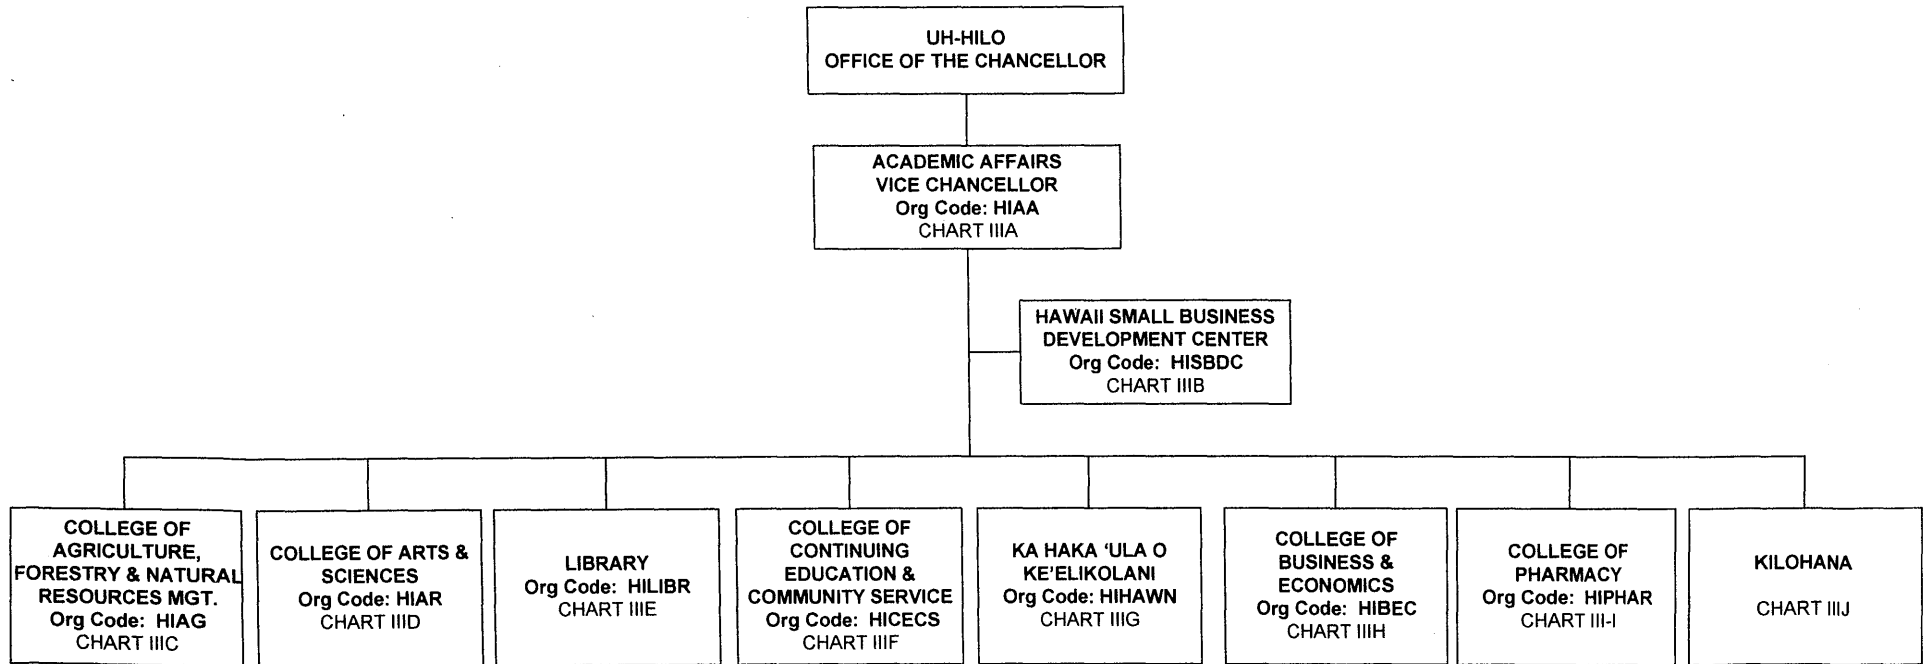 UH-HILO
OFFICE OF THE CHANCELLOR
ACADEMIC AFFAIRS
VICE CHANCELLOR
Org Code: HIAA
CHART IIIA
HAWAII SMALL BUSINESS
DEVELOPMENT CENTER
Org Code: HISBDC
CHART IIIB
COLLEGE OF
AGRICULTURE,
FORESTRY & NATURAL
RESOURCES MGT.
Org Code: HIAG
CHART IIIC
COLLEGE OF ARTS &
SCIENCES
Org Code: HIAR
CHART IIID
LIBRARY
Org Code: HILIBR
CHART IIIE
COLLEGE OF
CONTINUING
EDUCATION &
COMMUNITY SERVICE
Org Code: HICECS
CHART IIIF
KA HAKA ‘ULA O
KE’ELIKOLANI
Org Code: HIHAWN
CHART IIIG
COLLEGE OF
BUSINESS &
ECONOMICS
Org Code: HIBEC
CHART IIIH
COLLEGE OF
PHARMACY
Org Code: HIPHAR
CHART III-I
KILOHANA
CHART IIIJ